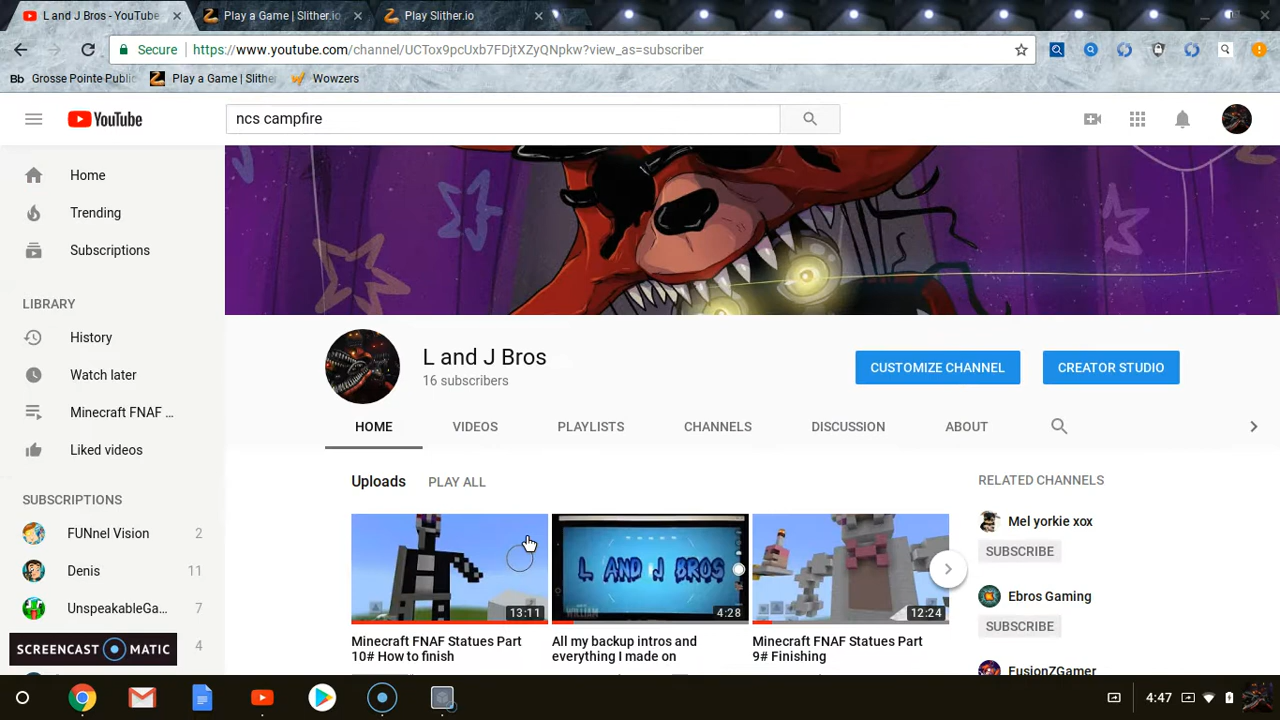 L and J Bros - YouTube
Play a Game | Slither.io
Play Slither.io
Secure https://www.youtube.com/channel/UCTox9pcUxb7FDjtXZyQNpkw?view_as=subscriber
Bb Grosse Pointe Publi
Play a Game | Slithe
Wowzers
YouTube
ncs campfire
Home
Trending
Subscriptions
LIBRARY
History
Watch later
Minecraft FNAF ...
Liked videos
SUBSCRIPTIONS
FUNnel Vision 2
Denis 11
UnspeakableGa... 7
4
SCREENCAST MATIC
L and J Bros
16 subscribers
CUSTOMIZE CHANNEL
CREATOR STUDIO
HOME VIDEOS PLAYLISTS CHANNELS DISCUSSION ABOUT
Uploads PLAY ALL
13:11
Minecraft FNAF Statues Part
10# How to finish
L AND J BROS
WILLIAM
4:28
All my backup intros and
everything I made on
12:24
Minecraft FNAF Statues Part
9# Finishing
RELATED CHANNELS
Mel yorkie xox
SUBSCRIBE
Ebros Gaming
SUBSCRIBE
FusionZGamer
4:47